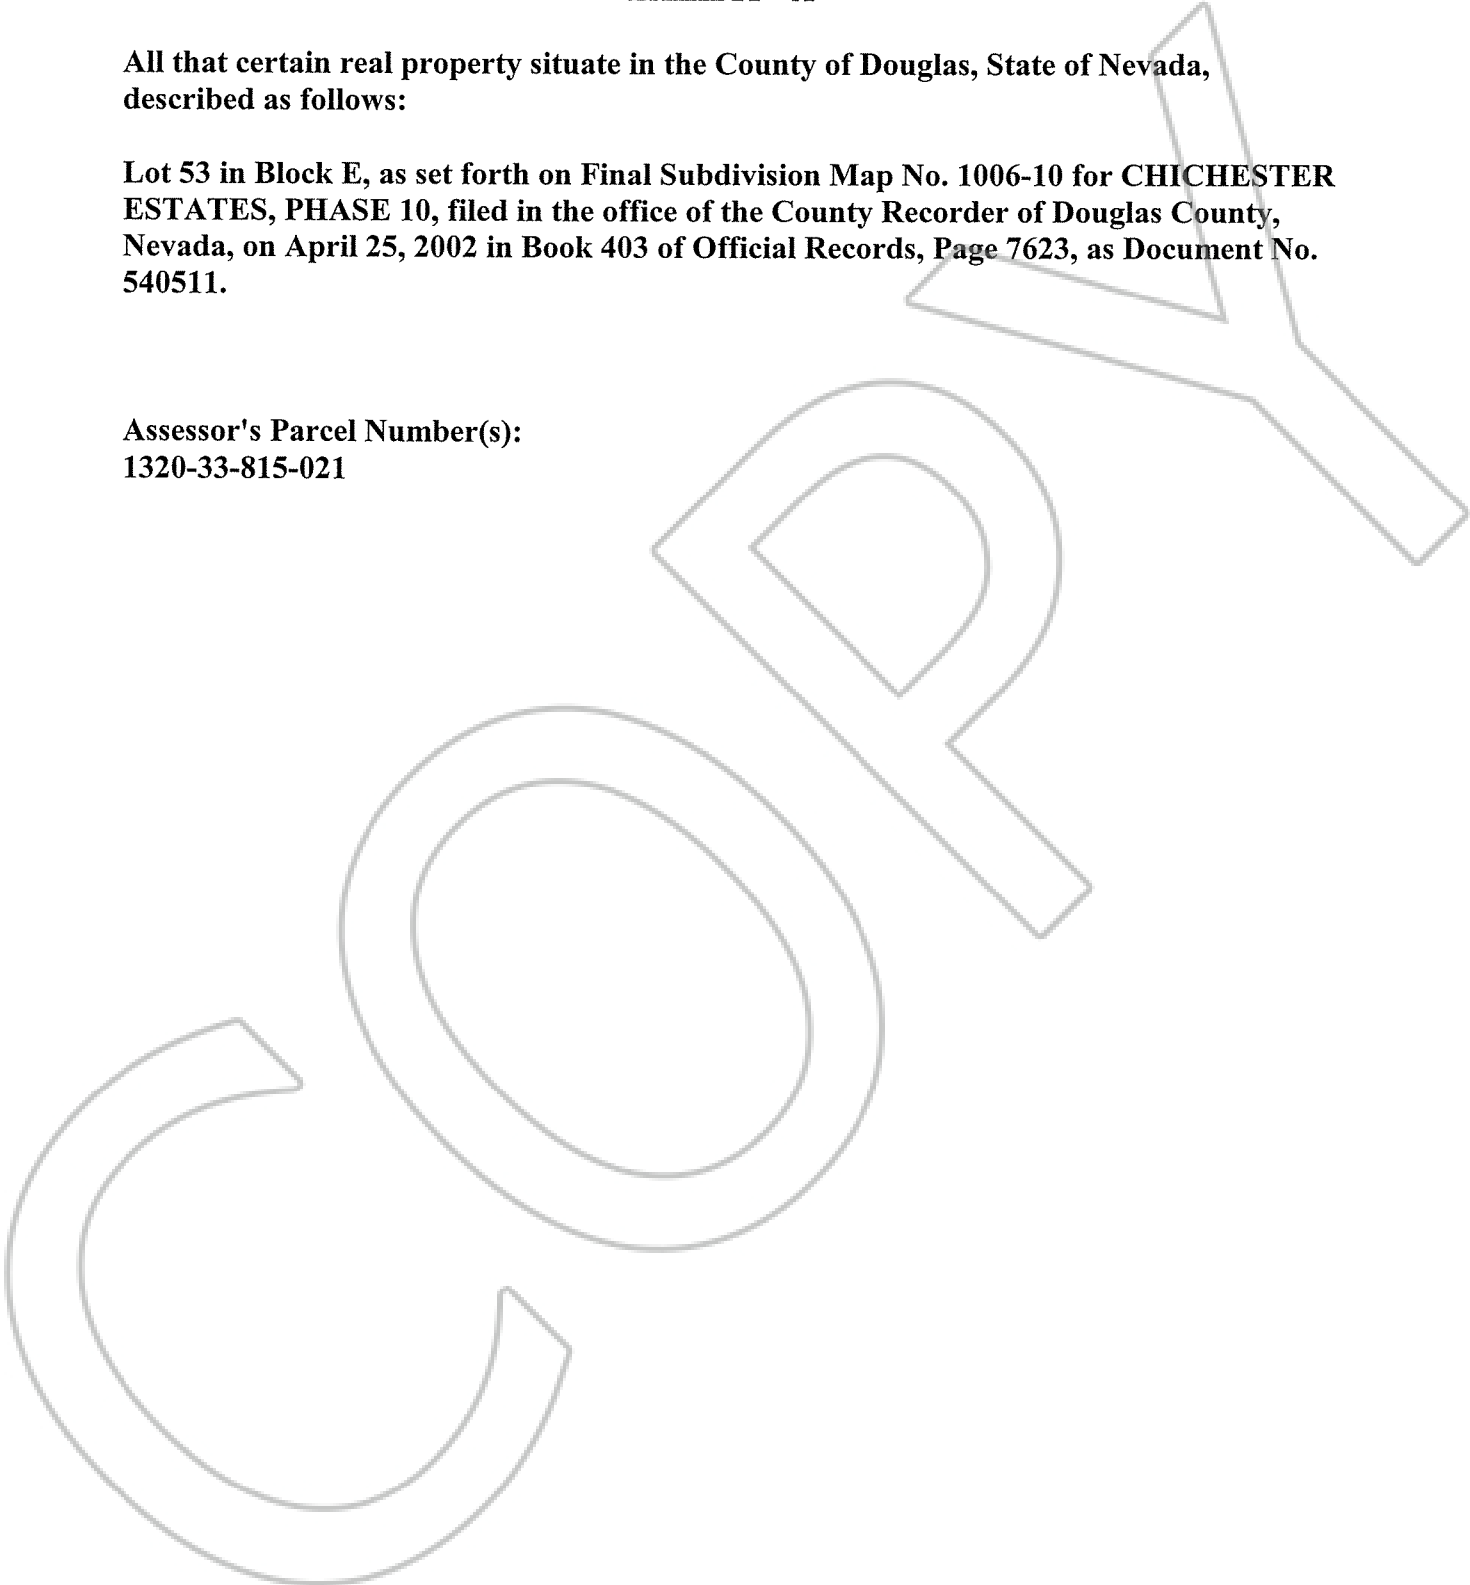 All that certain real property situate in the County of Douglas, State of Nevada,
described as follows:
Lot 53 in Block E, as set forth on Final Subdivision Map No. 1006-10 for CHICHESTER
ESTATES, PHASE 10, filed in the office of the County Recorder of Douglas County,
Nevada, on April 25, 2002 in Book 403 of Official Records, Page 7623, as Document No.
540511.
Assessor's Parcel Number(s):
1320-33-815-021
COPY